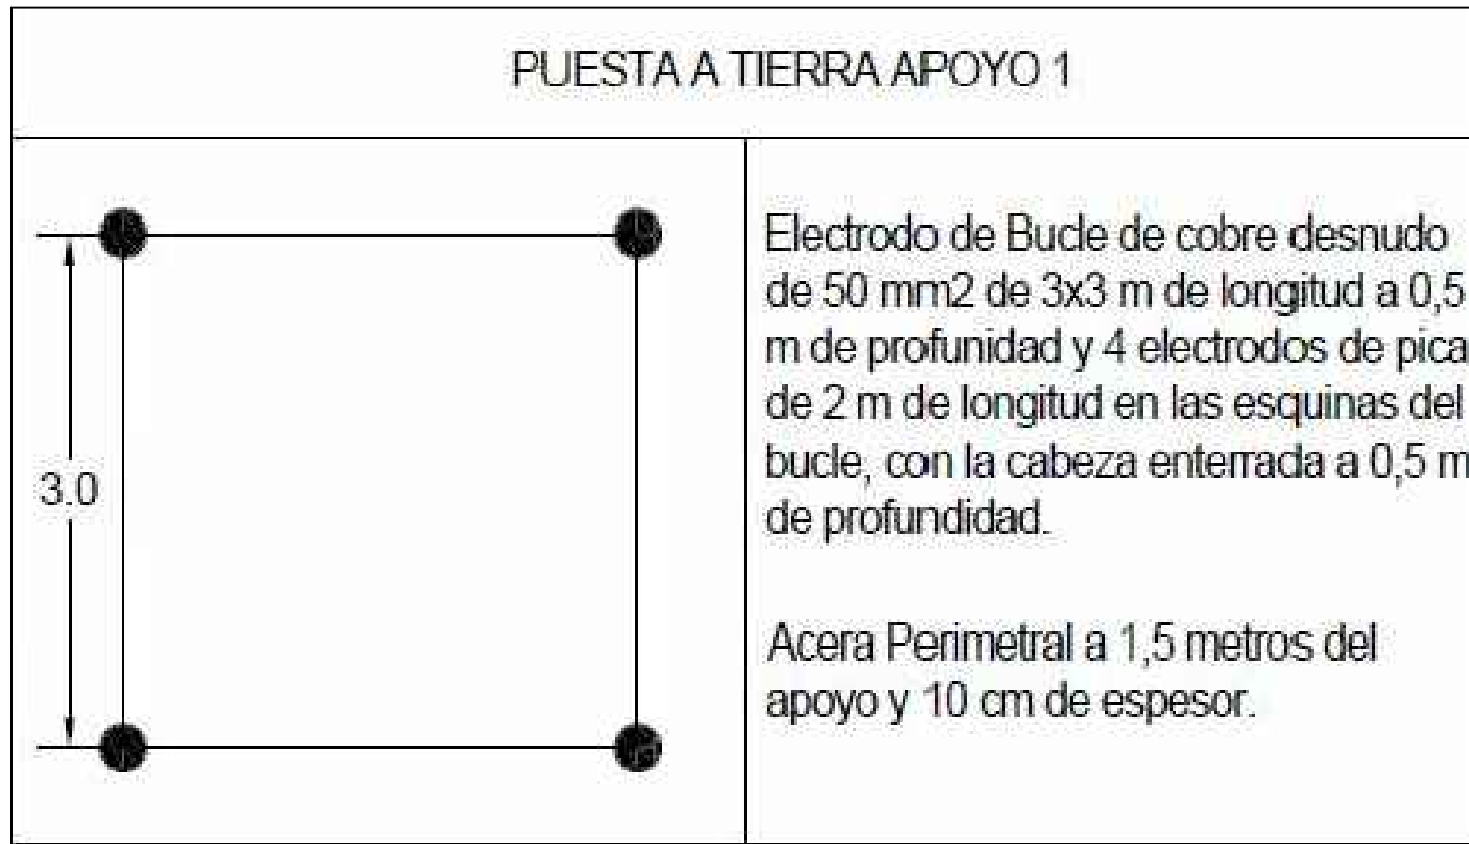 PUESTA A TIERRA APOYO 1
3.0
Electrodo de Bucle de cobre desnudo
de 50 mm2 de 3x3 m de longitud a 0,5
m de profunidad y 4 electrodos de pica
de 2 m de longitud en las esquinas del
bucle, con la cabeza enterrada a 0,5 m
de profundidad.
Acera Perimetral a 1,5 metros del
apoyo y 10 cm de espesor.